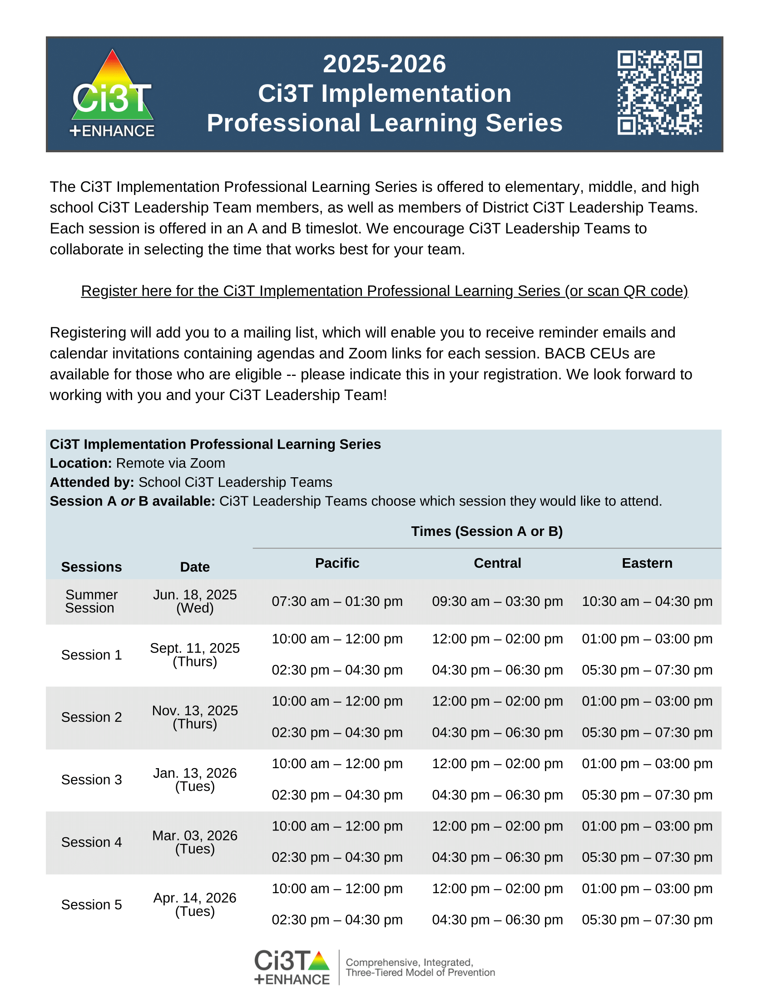 2025-2026
Ci3T Implementation
Professional Learning Series
Ci3T
+ENHANCE
The Ci3T Implementation Professional Learning Series is offered to elementary, middle, and high
school Ci3T Leadership Team members, as well as members of District Ci3T Leadership Teams.
Each session is offered in an A and B timeslot. We encourage Ci3T Leadership Teams to
collaborate in selecting the time that works best for your team.
Register here for the Ci3T Implementation Professional Learning Series (or scan QR code)
Registering will add you to a mailing list, which will enable you to receive reminder emails and
calendar invitations containing agendas and Zoom links for each session. BACB CEUs are
available for those who are eligible -- please indicate this in your registration. We look forward to
working with you and your Ci3T Leadership Team!
Ci3T Implementation Professional Learning Series
Location: Remote via Zoom
Attended by: School Ci3T Leadership Teams
Session A or B available: Ci3T Leadership Teams choose which session they would like to attend.
Times (Session A or B)
Sessions Date Pacific Central Eastern
Summer
Session
Jun. 18, 2025
(Wed)
07:30 am – 01:30 pm 09:30 am – 03:30 pm 10:30 am – 04:30 pm
Session 1
Sept. 11, 2025
(Thurs)
10:00 am – 12:00 pm 12:00 pm – 02:00 pm 01:00 pm – 03:00 pm
02:30 pm – 04:30 pm 04:30 pm – 06:30 pm 05:30 pm – 07:30 pm
Session 2
Nov. 13, 2025
(Thurs)
10:00 am – 12:00 pm 12:00 pm – 02:00 pm 01:00 pm – 03:00 pm
02:30 pm – 04:30 pm 04:30 pm – 06:30 pm 05:30 pm – 07:30 pm
Session 3
Jan. 13, 2026
(Tues)
10:00 am – 12:00 pm 12:00 pm – 02:00 pm 01:00 pm – 03:00 pm
02:30 pm – 04:30 pm 04:30 pm – 06:30 pm 05:30 pm – 07:30 pm
Session 4
Mar. 03, 2026
(Tues)
10:00 am – 12:00 pm 12:00 pm – 02:00 pm 01:00 pm – 03:00 pm
02:30 pm – 04:30 pm 04:30 pm – 06:30 pm 05:30 pm – 07:30 pm
Session 5
Apr. 14, 2026
(Tues)
10:00 am – 12:00 pm 12:00 pm – 02:00 pm 01:00 pm – 03:00 pm
02:30 pm – 04:30 pm 04:30 pm – 06:30 pm 05:30 pm – 07:30 pm
Ci3T
+ENHANCE
Comprehensive, Integrated,
Three-Tiered Model of Prevention